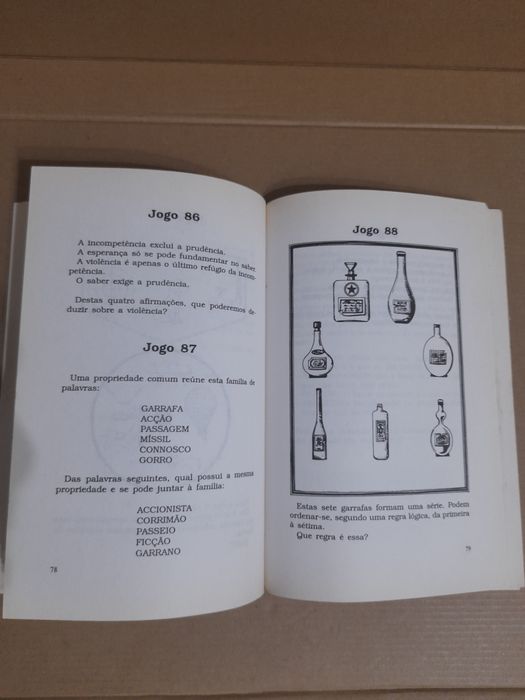 Jogo 86
A incompetência exclui a prudência.
A esperança só se pode fundamentar no saber.
A violência é apenas o último refúgio da incom-
petência.
O saber exige a prudência.
Destas quatro afirmações, que poderemos de-
duzir sobre a violência?
Jogo 87
Uma propriedade comum reúne esta família de
palavras:
GARRAFA
ACÇÃO
PASSAGEM
MÍSSIL
CONNOSCO
GORRO
Das palavras seguintes, qual possui a mesma
propriedade e se pode juntar à família:
ACCIONISTA
CORRIMÃO
PASSEIO
FICÇÃO
GARRANO
78
Jogo 88
Estas sete garrafas formam uma série. Podem
ordenar-se, segundo uma regra lógica, da primeira
à sétima.
Que regra é essa?
79